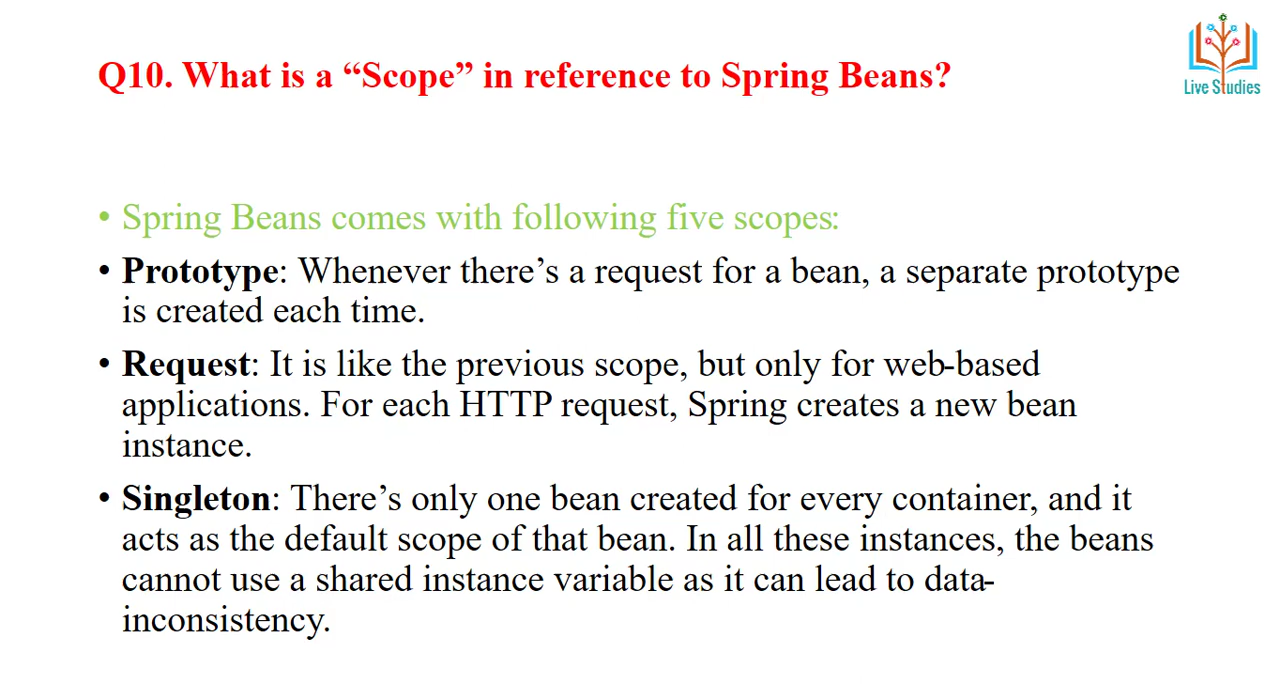 Live Studies
Q10. What is a “Scope” in reference to Spring Beans?
• Spring Beans comes with following five scopes:
• Prototype: Whenever there’s a request for a bean, a separate prototype
is created each time.
• Request: It is like the previous scope, but only for web-based
applications. For each HTTP request, Spring creates a new bean
instance.
• Singleton: There’s only one bean created for every container, and it
acts as the default scope of that bean. In all these instances, the beans
cannot use a shared instance variable as it can lead to data-
inconsistency.